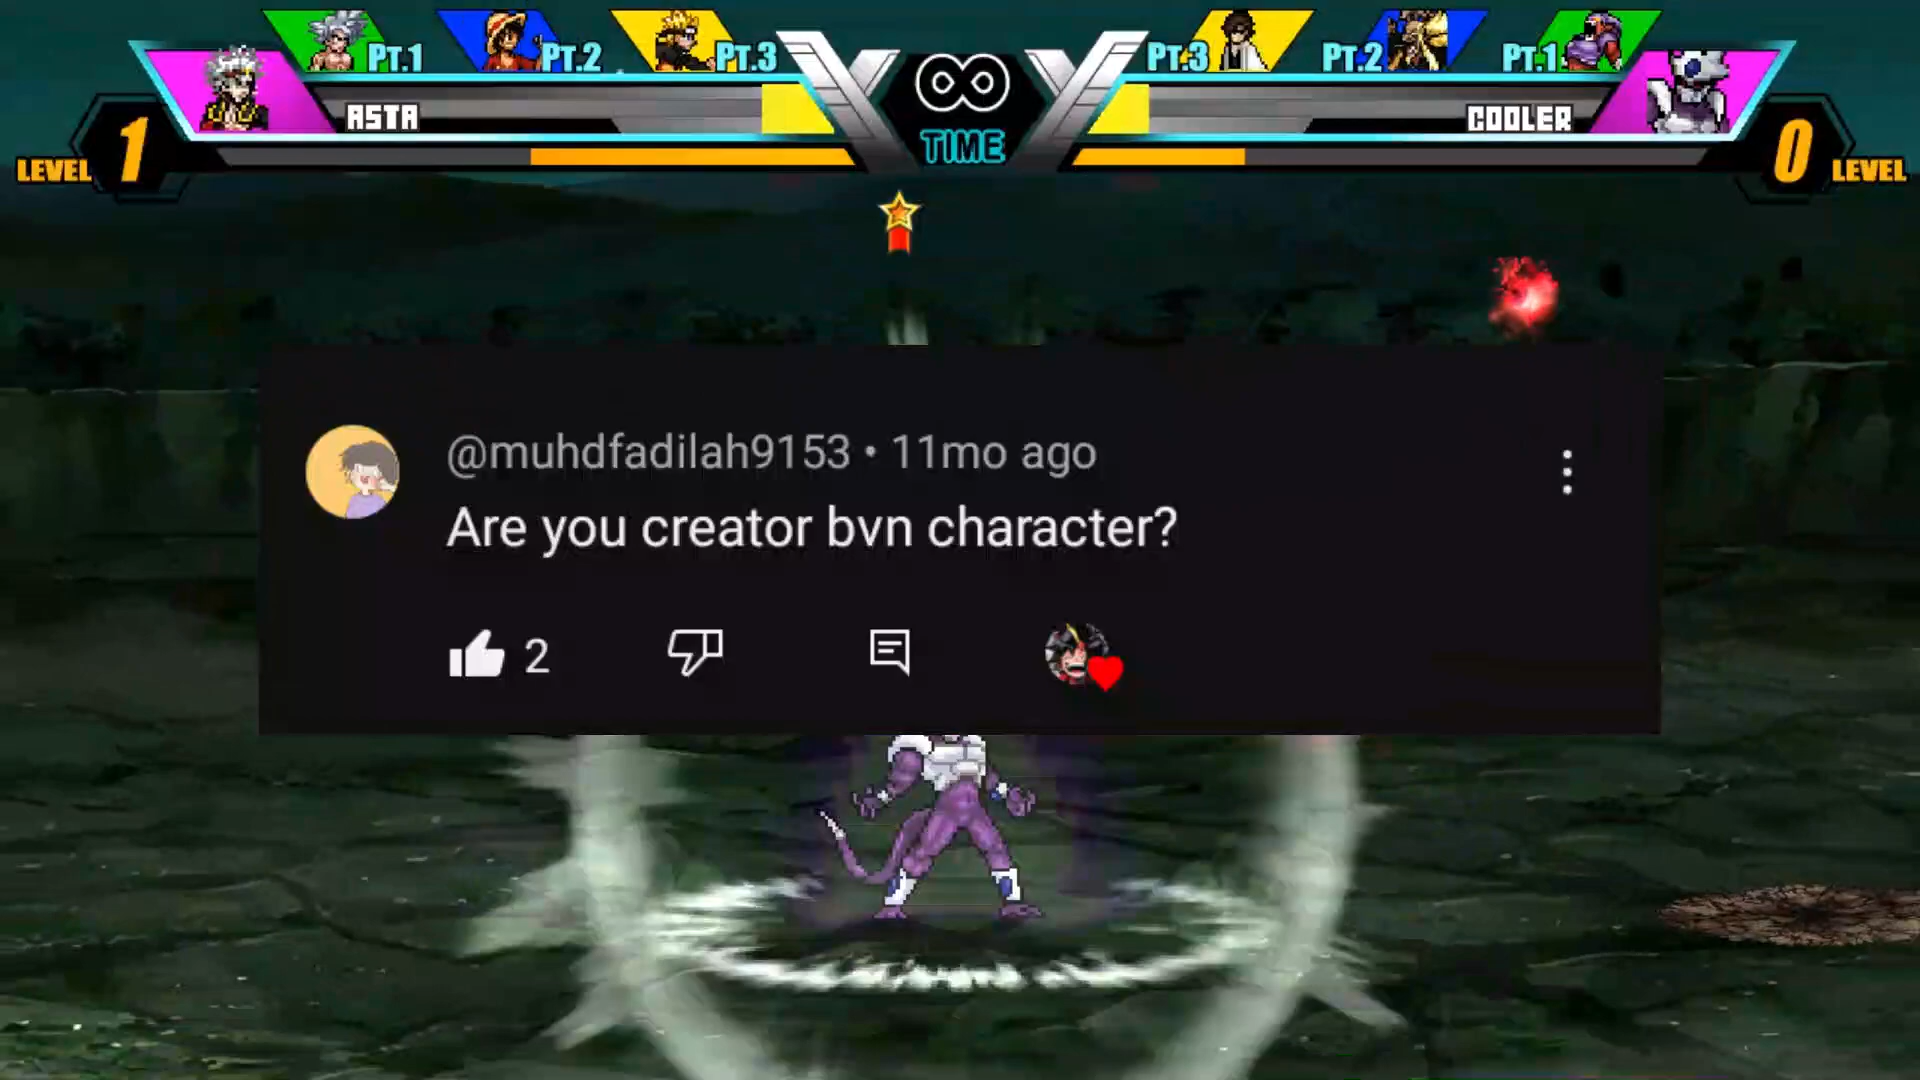 PT.1 PT.2 PT.3 PT.3 PT.2 PT.1
ASTA COOLER
TIME
LEVEL 1 0 LEVEL
@muhdfadilah9153 • 11mo ago
Are you creator bvn character?
2